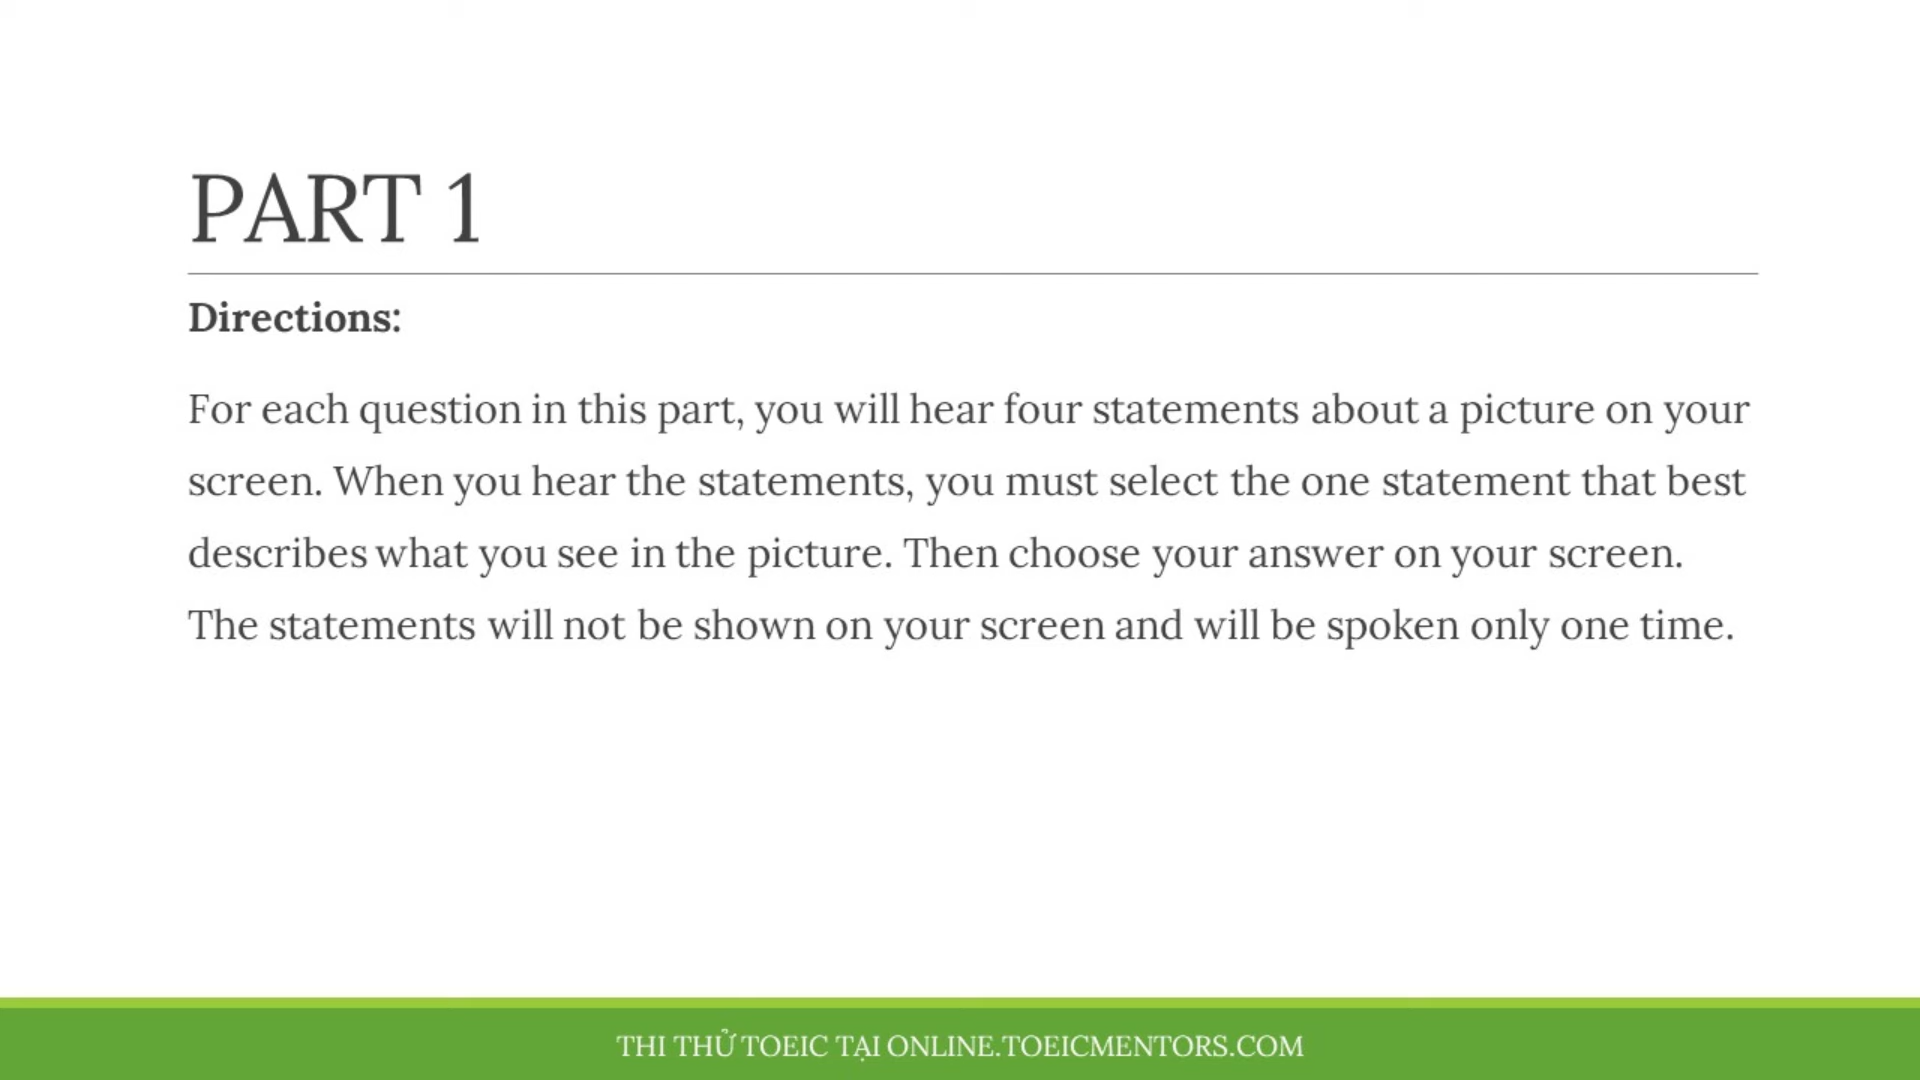 PART 1
Directions:
For each question in this part, you will hear four statements about a picture on your
screen. When you hear the statements, you must select the one statement that best
describes what you see in the picture. Then choose your answer on your screen.
The statements will not be shown on your screen and will be spoken only one time.
THI THỬ TOEIC TẠI ONLINE.TOEICMENTORS.COM